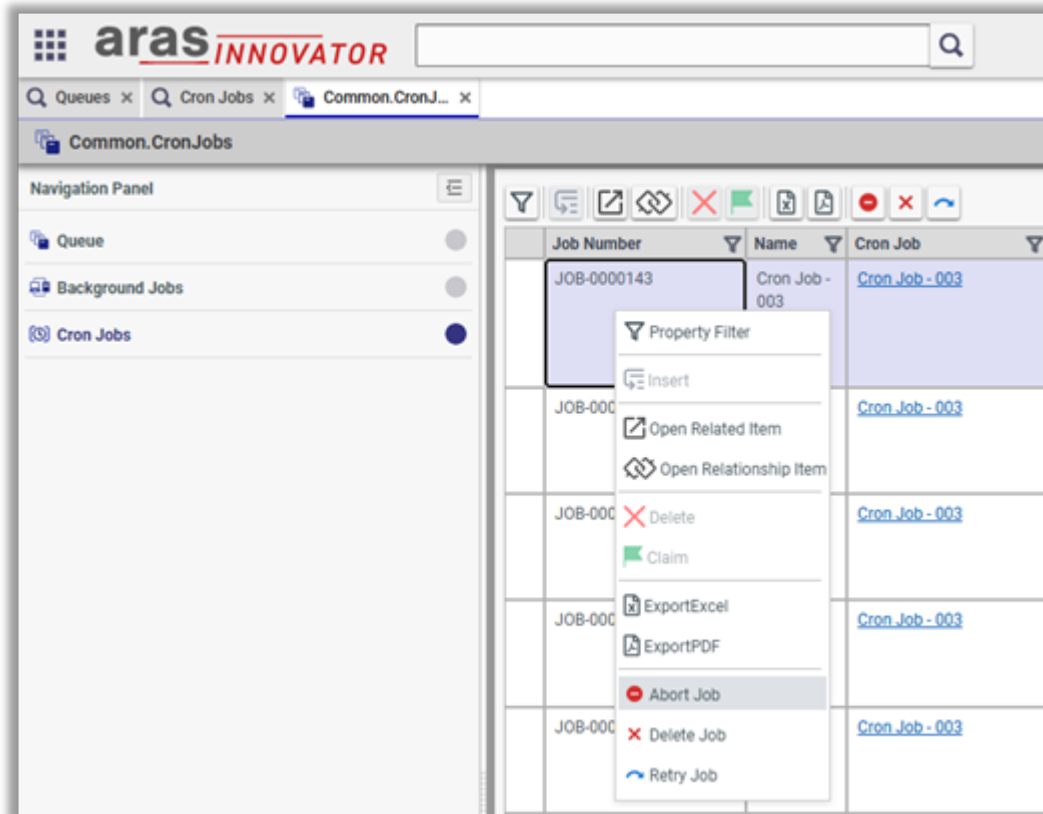 aras INNOVATOR
Queues × Cron Jobs × Common.CronJ... ×
Common.CronJobs
Navigation Panel
Queue
Background Jobs
Cron Jobs
Job Number Name Cron Job
JOB-0000143 Cron Job - Cron Job - 003
003
Property Filter
Insert
JOB-000 Cron Job - 003
Open Related Item
Open Relationship Item
JOB-000 Cron Job - 003
Delete
Claim
ExportExcel
JOB-000 Cron Job - 003
ExportPDF
Abort Job
JOB-000 Cron Job - 003
Delete Job
Retry Job